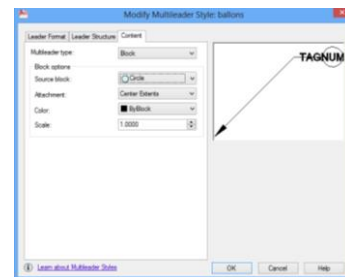 Modify Multileader Style: ballons
Leader Format Leader Structure Content
Multileader type: Block
Block options
Source block: Circle
Attachment: Center Extents
Color: ByBlock
Scale: 1.0000
TAGNUM
Learn about Multileader Styles
OK Cancel Help